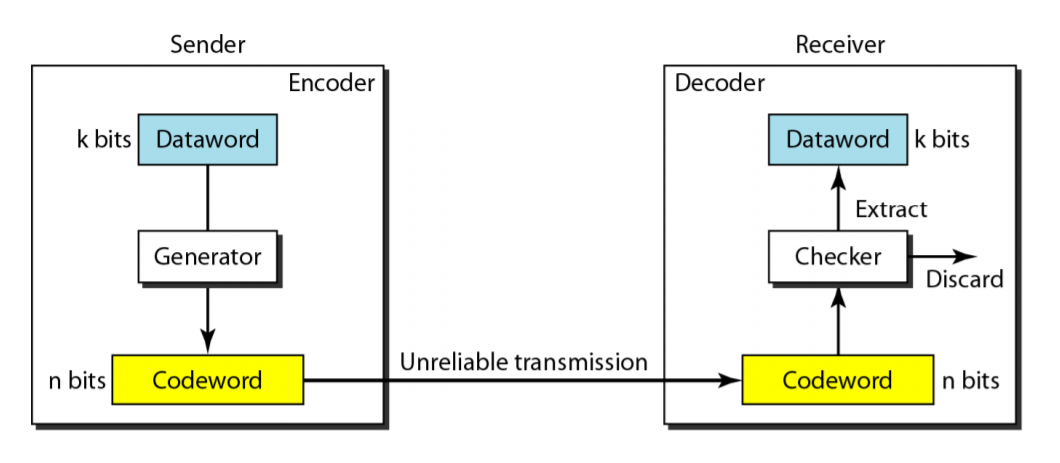 Sender
Encoder
k bits
Dataword
Generator
n bits
Codeword
Unreliable transmission
Receiver
Decoder
Dataword
k bits
Extract
Checker
Discard
Codeword
n bits